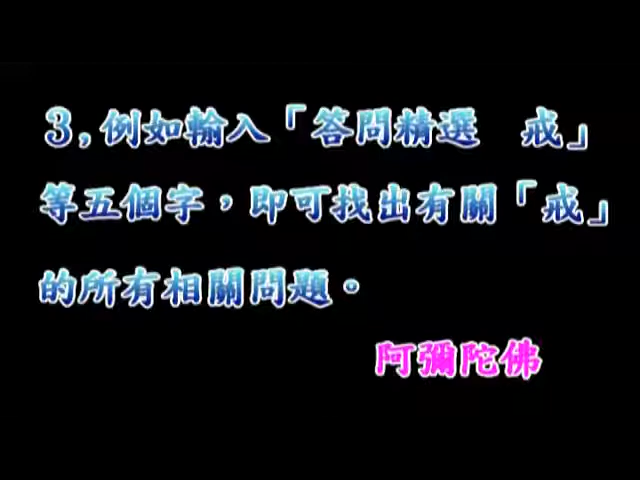 3,例如輸入「答問精選　戒」
等五個字，即可找出有關「戒」
的所有相關問題。
阿彌陀佛